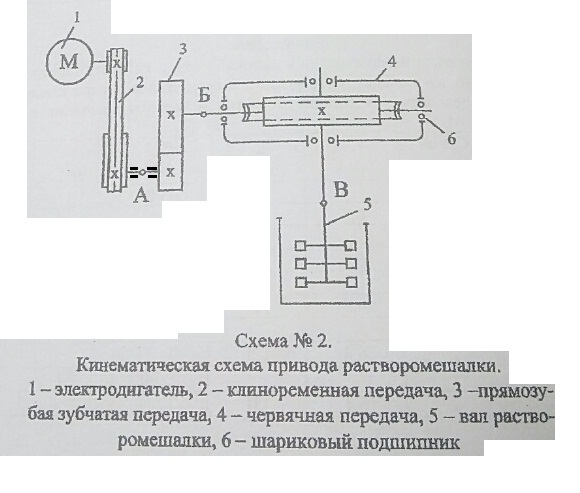 1
М
2
3
Б
4
6
А
В
5
Схема № 2.
Кинематическая схема привода растворомешалки.
1 – электродигатель, 2 – клиноременная передача, 3 –прямозу-
бая зубчатая передача, 4 – червячная передача, 5 – вал раство-
ромешалки, 6 – шариковый подшипник